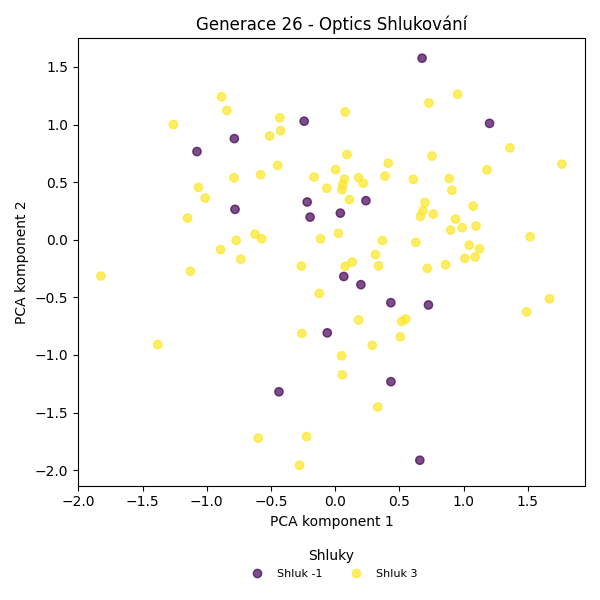 Generace 26 - Optics Shlukování
1.5
1.0
0.5
0.0
−0.5
−1.0
−1.5
−2.0
PCA komponent 2
−2.0 −1.5 −1.0 −0.5 0.0 0.5 1.0 1.5
PCA komponent 1
Shluky
Shluk -1 Shluk 3